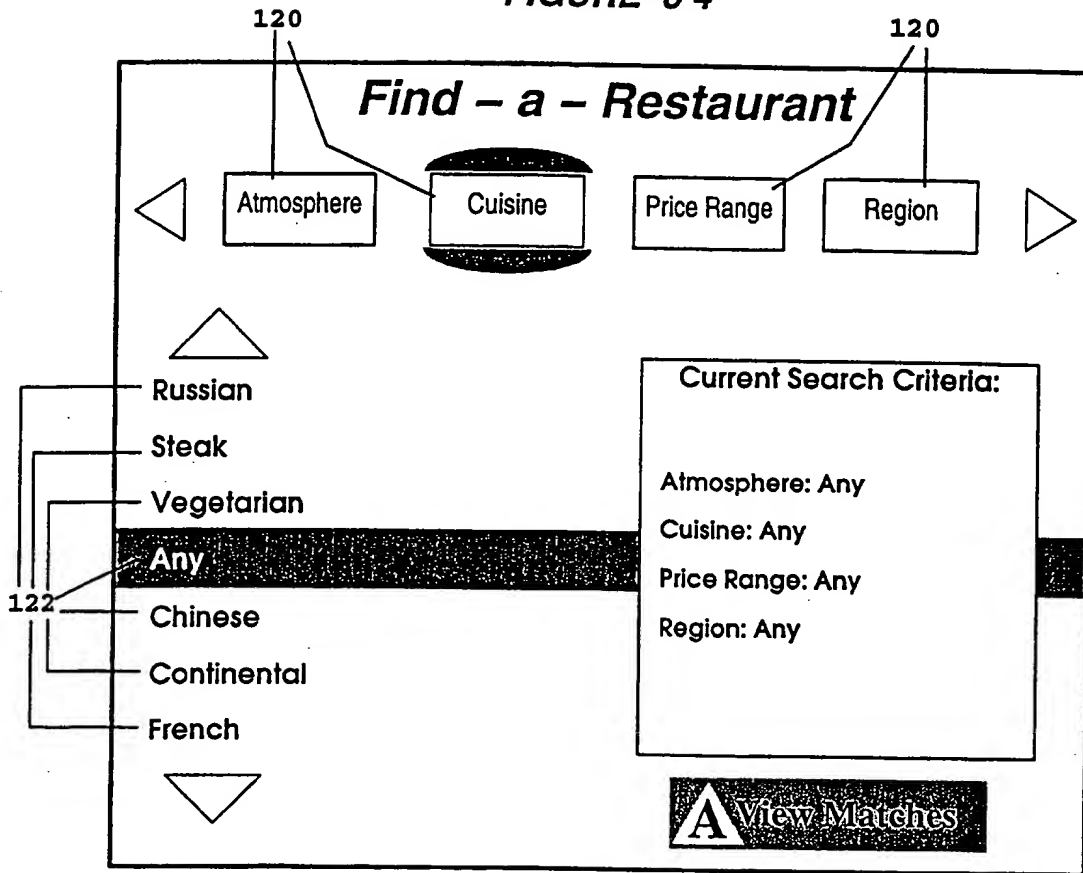 120
120
Find – a – Restaurant
Atmosphere
Cuisine
Price Range
Region
Russian
Steak
Vegetarian
Any
Chinese
Continental
French
122
Current Search Criteria:
Atmosphere: Any
Cuisine: Any
Price Range: Any
Region: Any
A View Matches